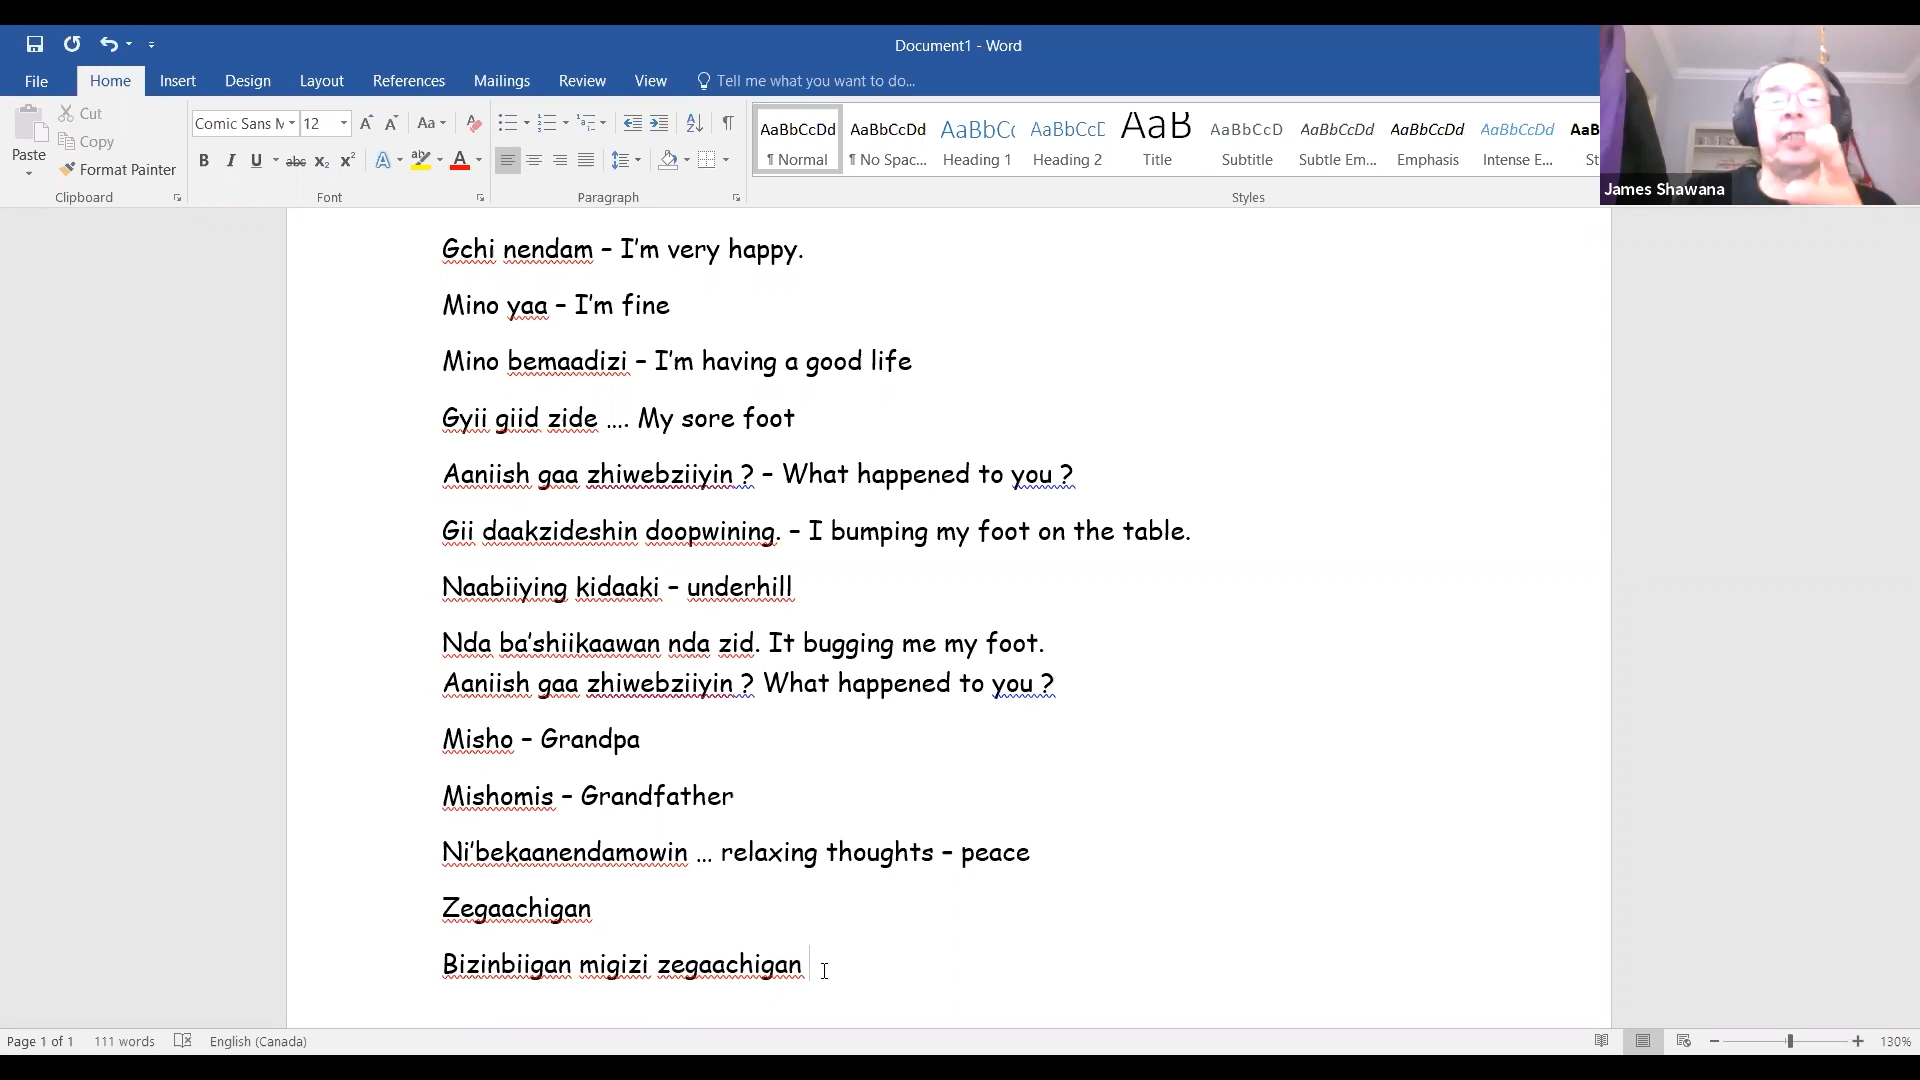 Document1 - Word
File Home Insert Design Layout References Mailings Review View Tell me what you want to do...
Cut
Copy
Format Painter
Paste
Comic Sans M 12
AaBbCcDd AaBbCcDd AaBbCc AaBbCcD AaB AaBbCcD AaBbCcDd AaBbCcDd AaBbCcDd
¶ Normal ¶ No Spac... Heading 1 Heading 2 Title Subtitle Subtle Em... Emphasis Intense E...
Clipboard Font Paragraph Styles
James Shawana
Gchi nendam – I’m very happy.
Mino yaa – I’m fine
Mino bemaadizi – I’m having a good life
Gyii giid zide …. My sore foot
Aaniish gaa zhiwebziiyin ? – What happened to you ?
Gii daakzideshin doopwining. – I bumping my foot on the table.
Naabiiying kidaaki – underhill
Nda ba’shiikaawan nda zid. It bugging me my foot.
Aaniish gaa zhiwebziiyin ? What happened to you ?
Misho – Grandpa
Mishomis – Grandfather
Ni’bekaanendamowin … relaxing thoughts – peace
Zegaachigan
Bizinbiigan migizi zegaachigan
Page 1 of 1 111 words English (Canada) 130%